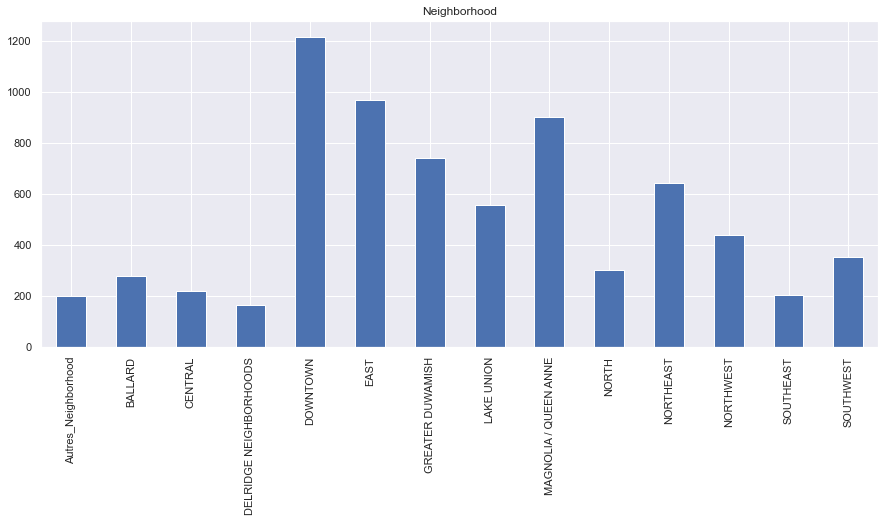 Neighborhood
1200
1000
800
600
400
200
0
Autres_Neighborhood
BALLARD
CENTRAL
DELRIDGE NEIGHBORHOODS
DOWNTOWN
EAST
GREATER DUWAMISH
LAKE UNION
MAGNOLIA / QUEEN ANNE
NORTH
NORTHEAST
NORTHWEST
SOUTHEAST
SOUTHWEST